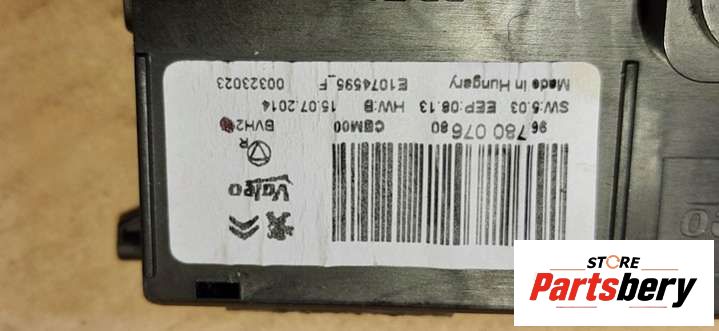 Valeo
R
96 780 076 80
CBM00
SW:5.03 EEP:08.13 HW:B 15.07.2014
Made in Hungary E1074595_F 00323023
STORE
Partsbery